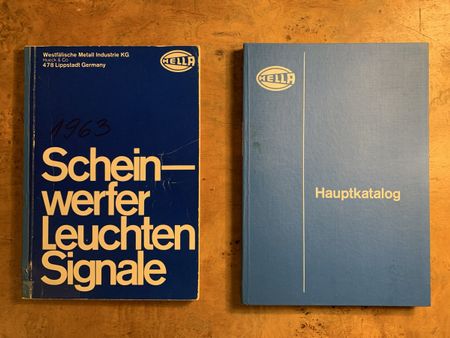 Westfälische Metall Industrie KG
Hueck & Co
478 Lippstadt Germany
HELLA
1963
Schein—
werfer
Leuchten
Signale
HELLA
Hauptkatalog